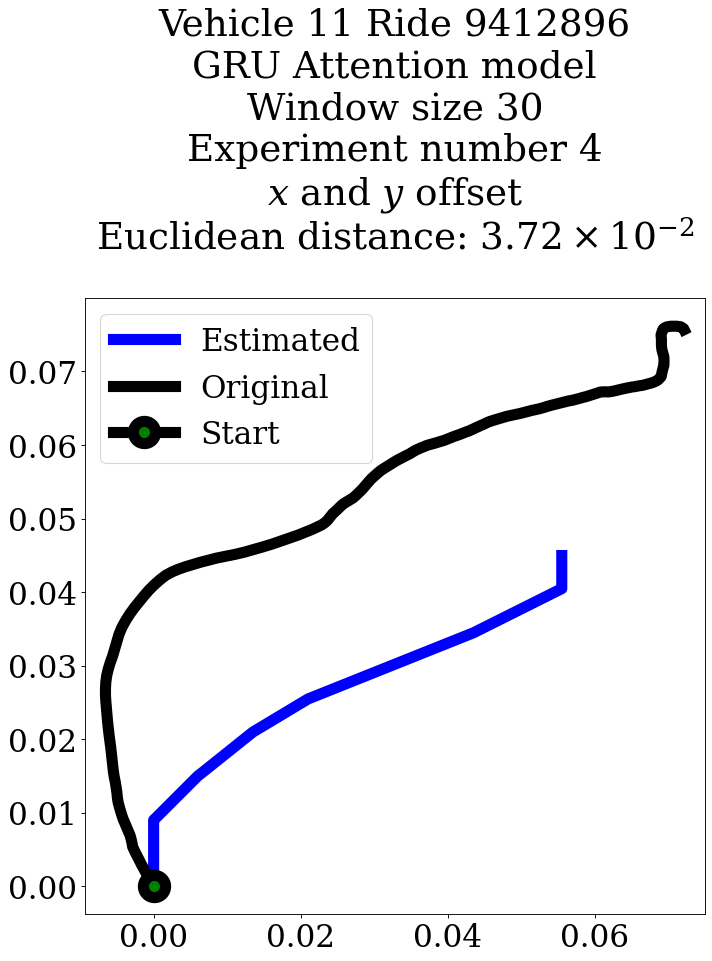 Vehicle 11 Ride 9412896
GRU Attention model
Window size 30
Experiment number 4
x and y offset
Euclidean distance: 3.72 × 10⁻²
Estimated
Original
Start
0.07
0.06
0.05
0.04
0.03
0.02
0.01
0.00
0.00 0.02 0.04 0.06